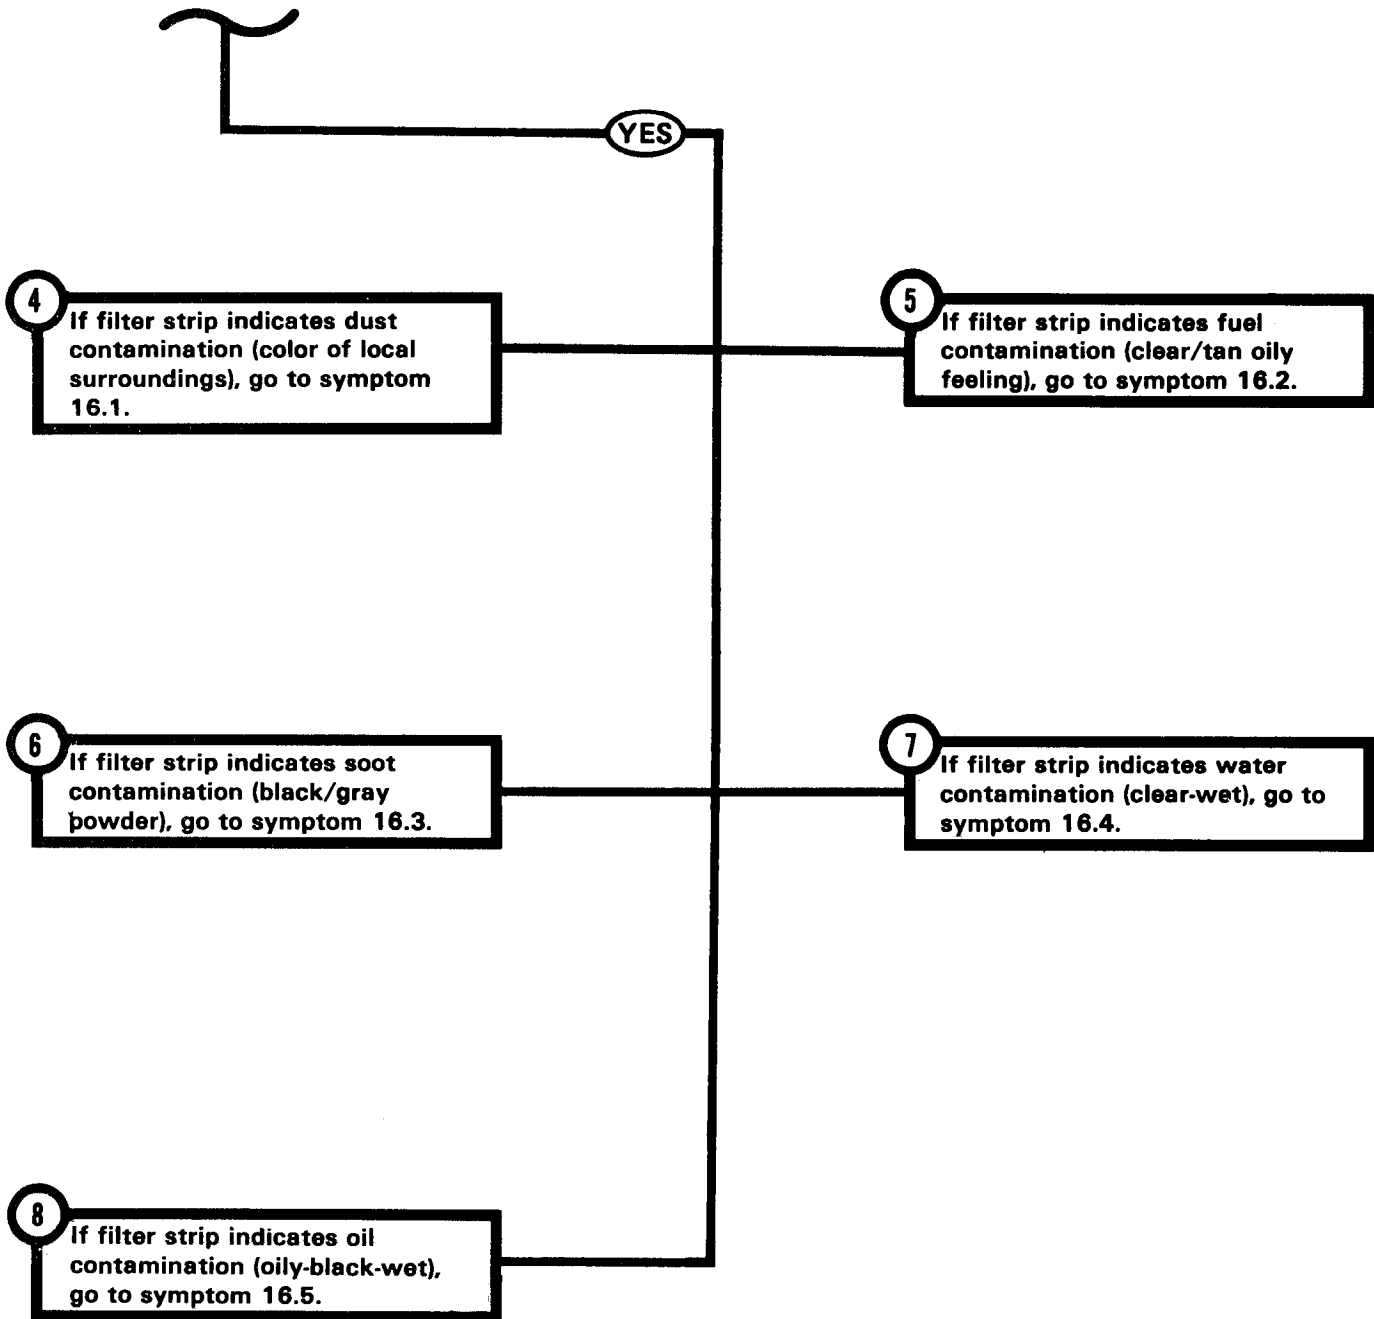 YES
4
If filter strip indicates dust
contamination (color of local
surroundings), go to symptom
16.1.
5
If filter strip indicates fuel
contamination (clear/tan oily
feeling), go to symptom 16.2.
6
If filter strip indicates soot
contamination (black/gray
powder), go to symptom 16.3.
7
If filter strip indicates water
contamination (clear-wet), go to
symptom 16.4.
8
If filter strip indicates oil
contamination (oily-black-wet),
go to symptom 16.5.